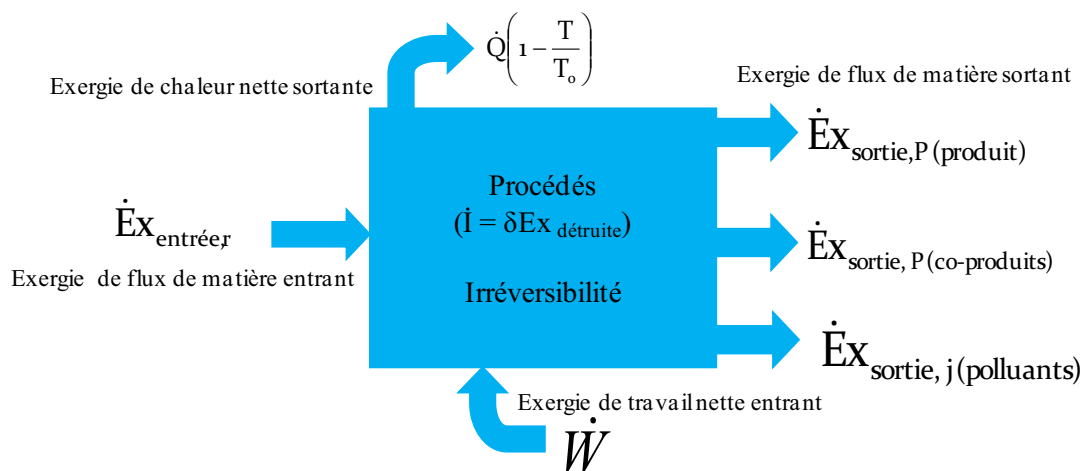 Q̇(1 − T/T₀)
Exergie de chaleur nette sortante
Exergie de flux de matière sortant
Ėx sortie,P (produit)
Procédés
(İ = δEx détruite)
Ėx entrée,r
Ėx sortie, P (co-produits)
Exergie de flux de matière entrant
Irréversibilité
Ėx sortie, j (polluants)
Exergie de travail nette entrant
Ẇ